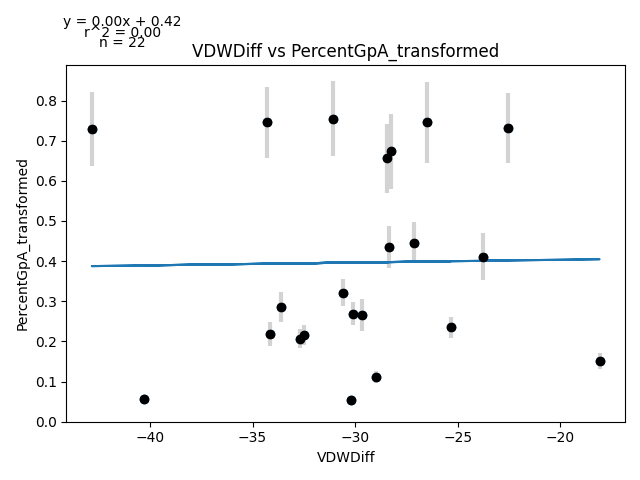 y = 0.00x + 0.42
r^2 = 0.00
n = 22
VDWDiff vs PercentGpA_transformed
0.8
0.7
0.6
0.5
0.4
0.3
0.2
0.1
0.0
PercentGpA_transformed
−40
−35
−30
−25
−20
VDWDiff